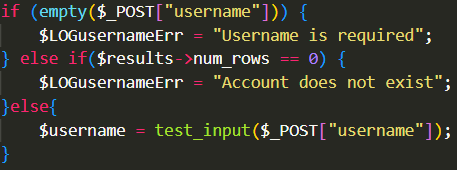 if (empty($_POST["username"])) {
    $LOGusernameErr = "Username is required";
} else if($results->num_rows == 0) {
    $LOGusernameErr = "Account does not exist";
}else{
    $username = test_input($_POST["username"]);
}